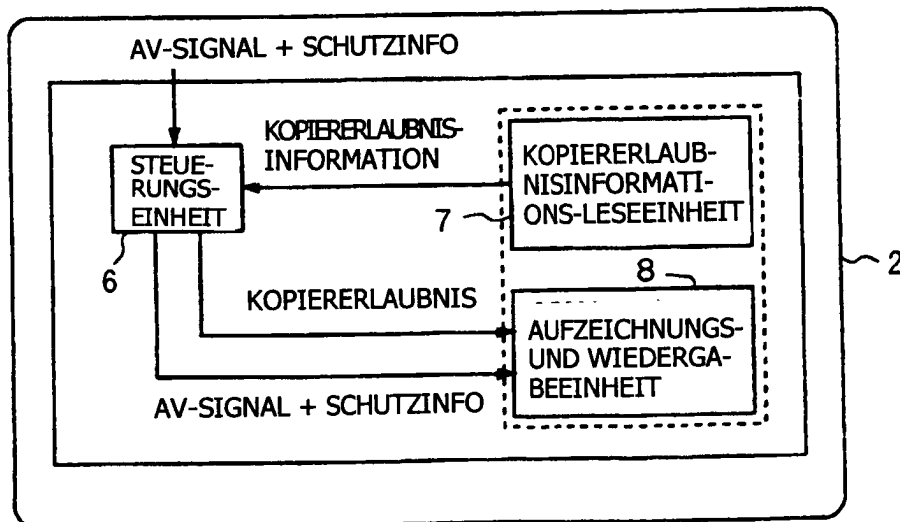 AV-SIGNAL + SCHUTZINFO
KOPIERERLAUBNIS-
INFORMATION
STEUE-
RUNGS-
EINHEIT
6
KOPIERERLAUB-
NISINFORMATI-
ONS-LESEEINHEIT
7
2
8
KOPIERERLAUBNIS
AUFZEICHNUNGS-
UND WIEDERGA-
BEEINHEIT
AV-SIGNAL + SCHUTZINFO